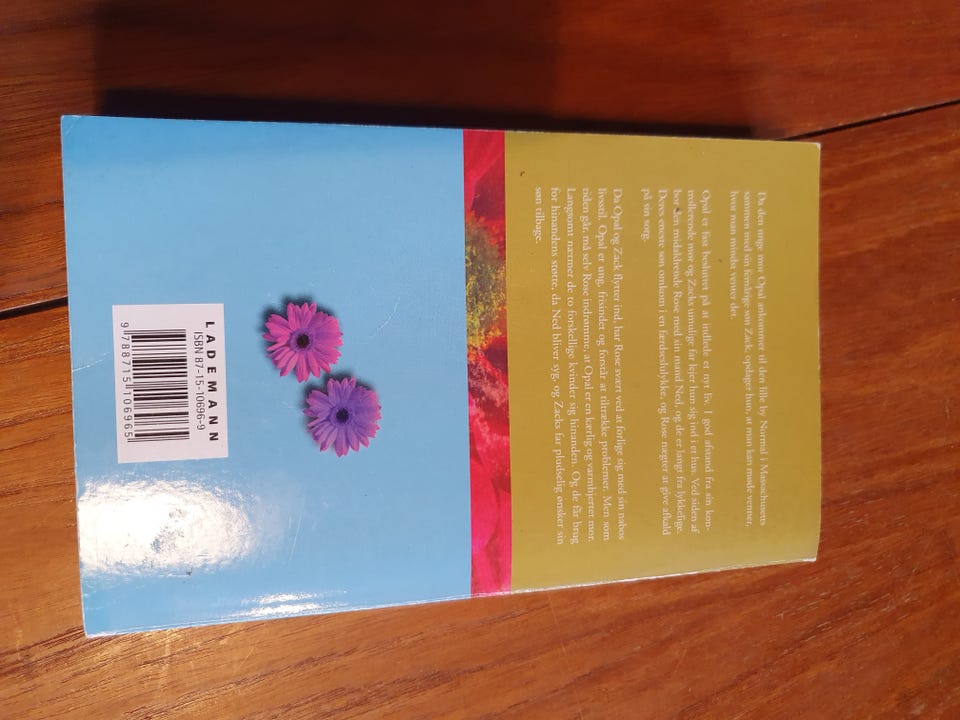 Da den unge mor Opal ankommer til den lille by Normal i Massachusetts
sammen med sin femårige søn Zack, opdager hun, at man kan møde venner,
hvor man mindst venter det.
Opal er fast besluttet på at indlede et nyt liv. I god afstand fra sin kon-
trollerende mor og Zacks umulige far lejer hun sig ind i et hus. Ved siden af
bor den midaldrende Rose med sin mand Ned, og de er langt fra lykkelige.
Deres eneste søn omkom i en færdselsulykke, og Rose nægter at give afkald
på sin sorg.
Da Opal og Zack flytter ind, har Rose svært ved at forlige sig med sin nabos
livsstil. Opal er ung, frisindet og forstår at tiltrække problemer. Men som
tiden går, må selv Rose indrømme, at Opal er en kærlig og varmhjertet mor.
Langsomt nærmer de to forskellige kvinder sig hinanden. Og de får brug
for hinandens støtte, da Ned bliver syg, og Zacks far pludselig ønsker sin
søn tilbage.
LADEMANN
ISBN 87-15-10696-9
9 788715 106965